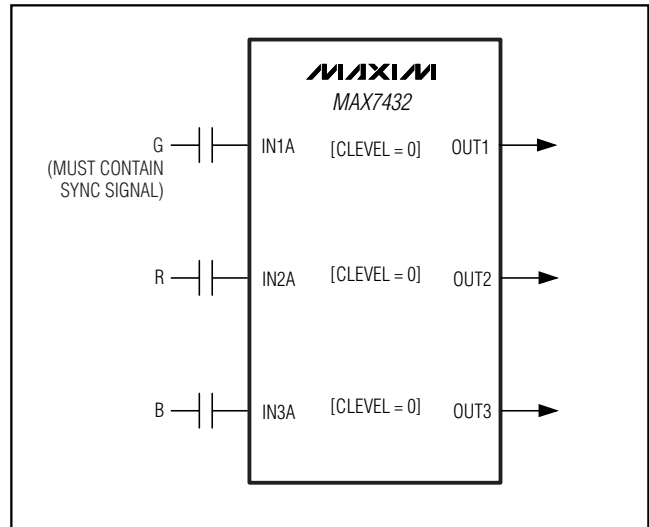 MAXIM
MAX7432
G
(MUST CONTAIN
SYNC SIGNAL)
IN1A [CLEVEL = 0] OUT1
R IN2A [CLEVEL = 0] OUT2
B IN3A [CLEVEL = 0] OUT3